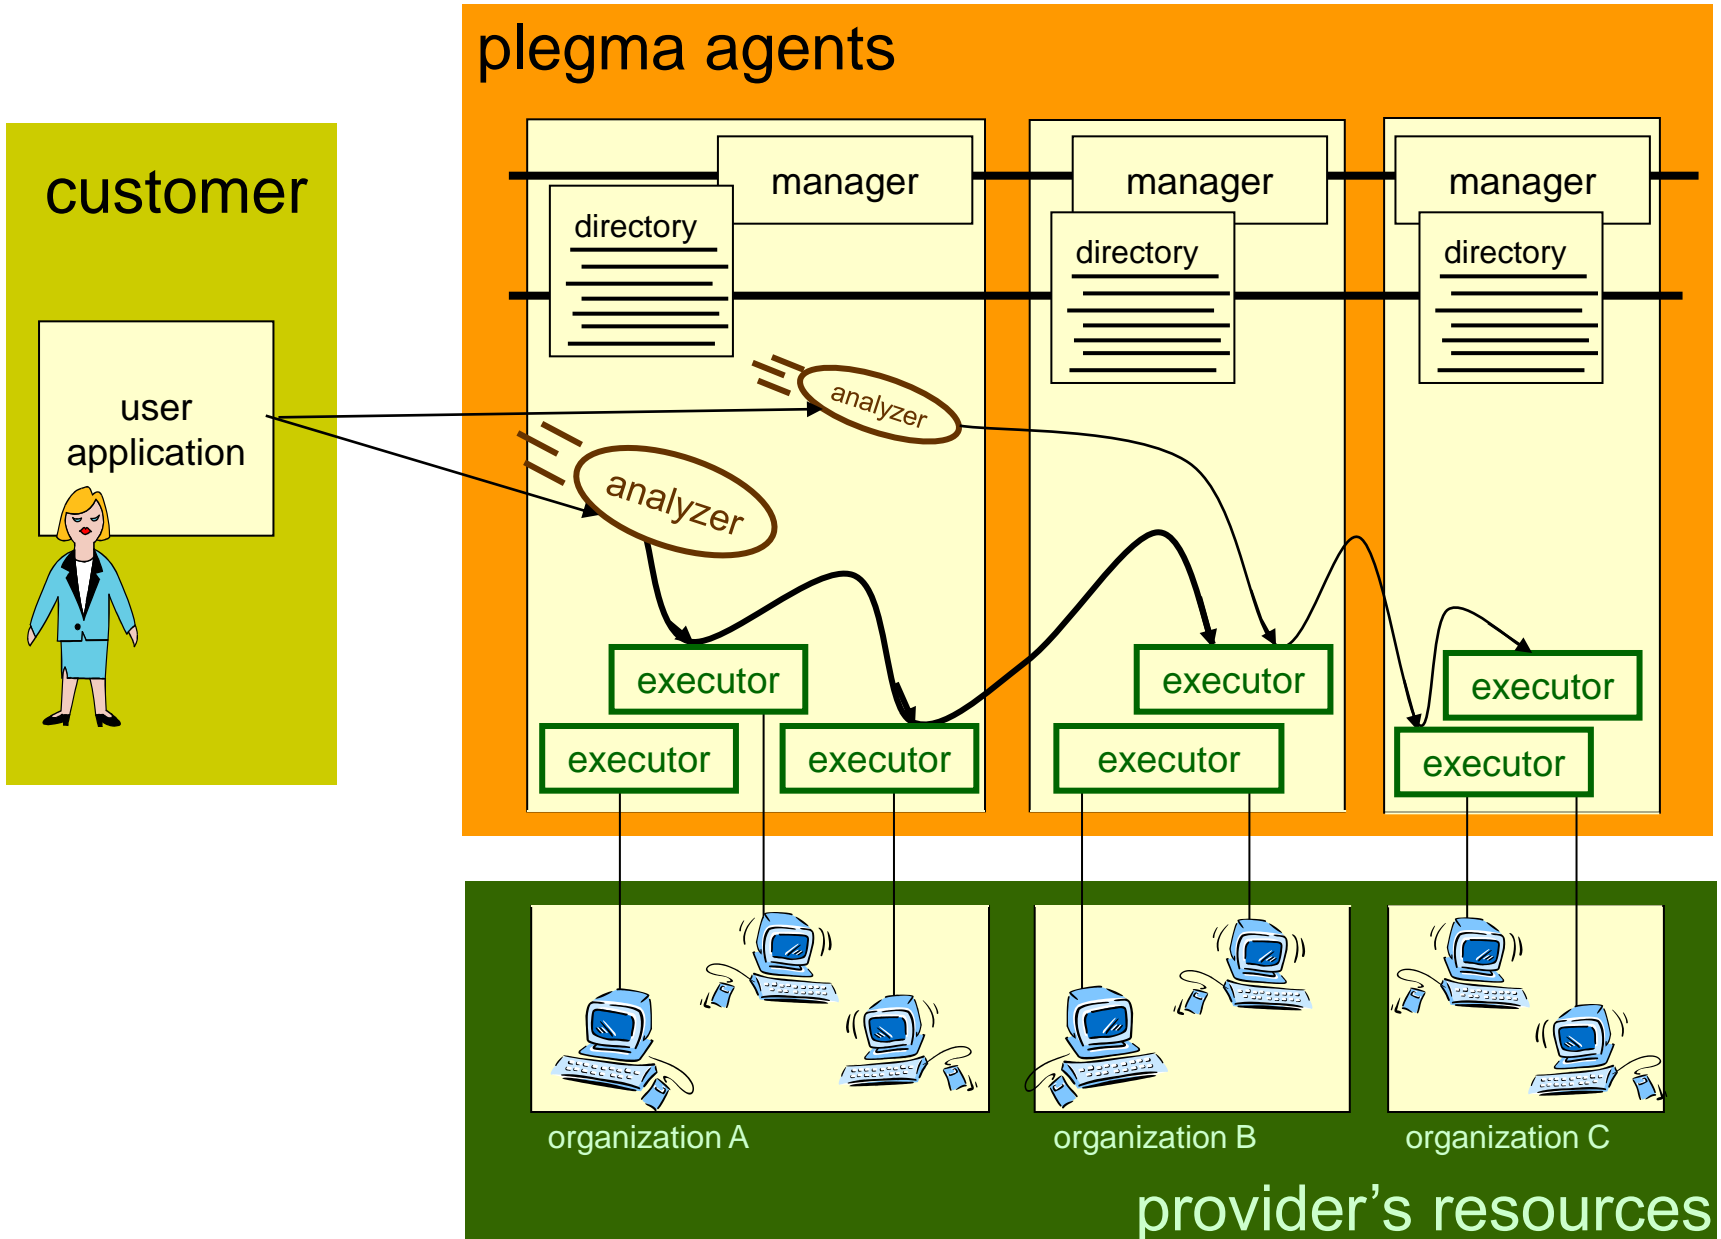 plegma agents
customer
manager
manager
manager
directory
directory
directory
user
application
analyzer
analyzer
executor
executor
executor
executor
executor
executor
executor
organization A
organization B
organization C
provider’s resources